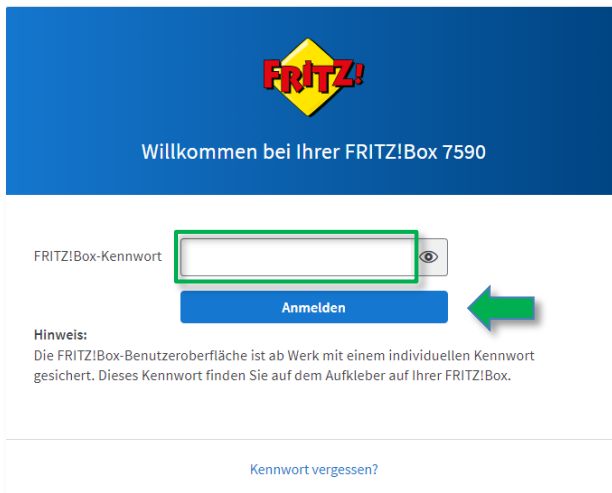 FRITZ!
Willkommen bei Ihrer FRITZ!Box 7590
FRITZ!Box-Kennwort
Anmelden
Hinweis:
Die FRITZ!Box-Benutzeroberfläche ist ab Werk mit einem individuellen Kennwort
gesichert. Dieses Kennwort finden Sie auf dem Aufkleber auf Ihrer FRITZ!Box.
Kennwort vergessen?